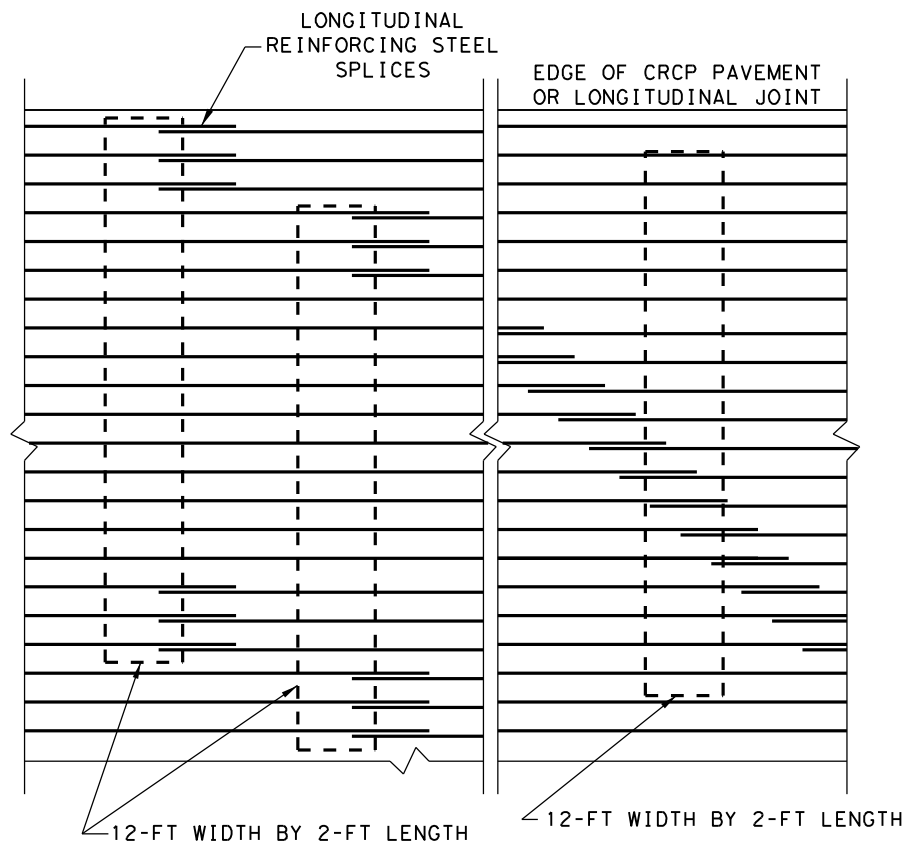 LONGITUDINAL
REINFORCING STEEL
SPLICES
EDGE OF CRCP PAVEMENT
OR LONGITUDINAL JOINT
12-FT WIDTH BY 2-FT LENGTH
12-FT WIDTH BY 2-FT LENGTH